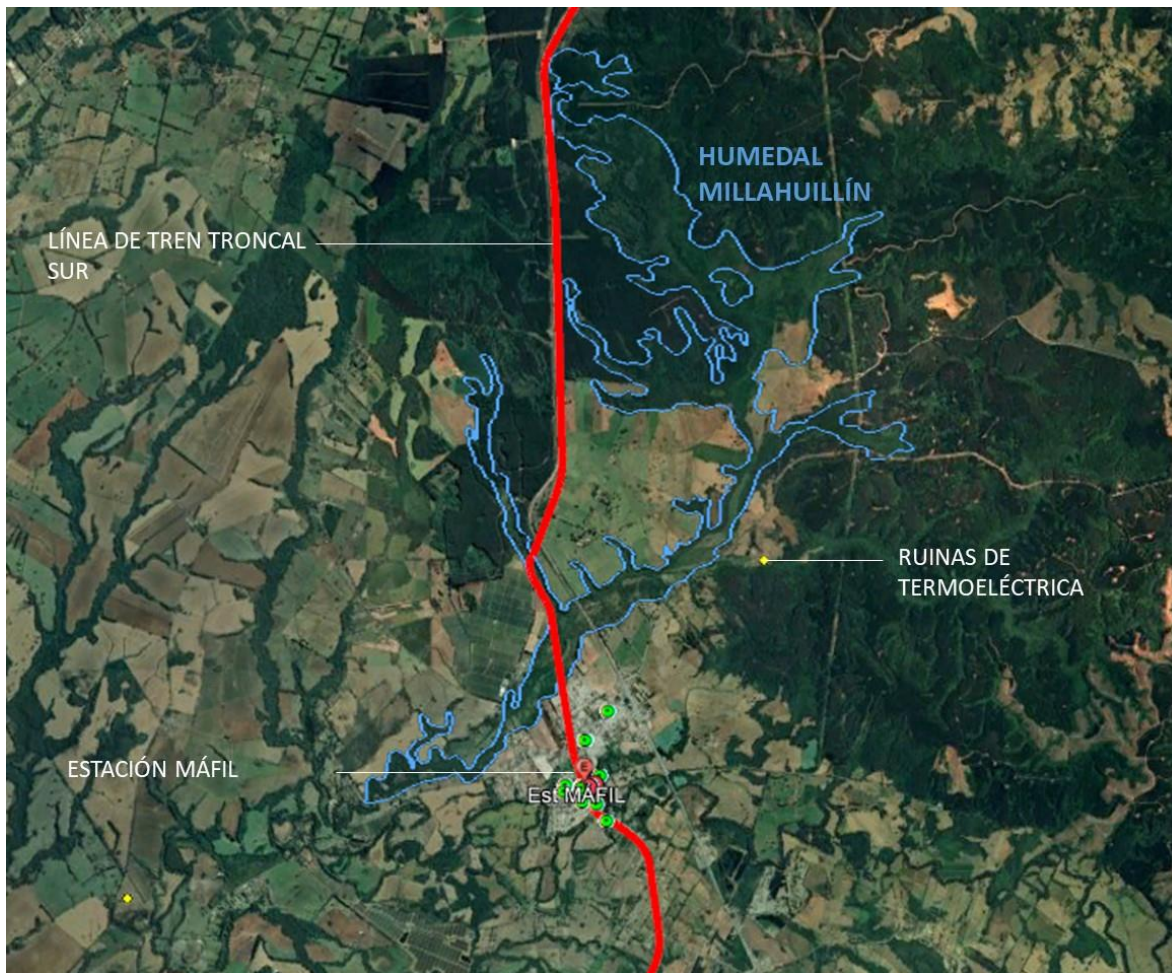 HUMEDAL
MILLAHUILLÍN
LÍNEA DE TREN TRONCAL
SUR
RUINAS DE
TERMOELÉCTRICA
ESTACIÓN MÁFIL
Est MÁFIL